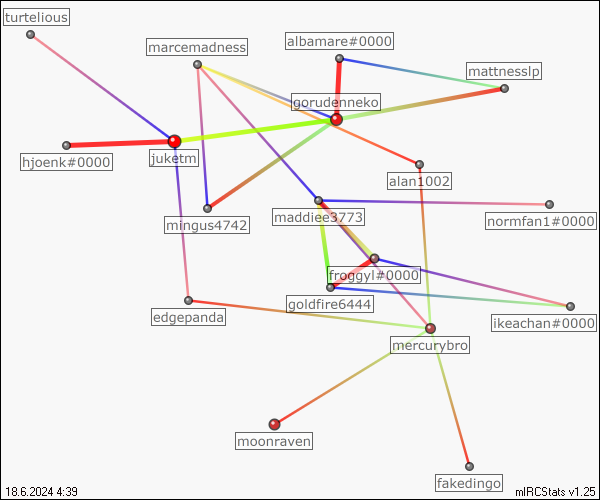 turtelious
albamare#0000
marcemadness
mattnesslp
gorudenneko
juketm
hjoenk#0000
alan1002
maddiee3773
mingus4742
normfan1#0000
froggyl#0000
goldfire6444
edgepanda
ikeachan#0000
mercurybro
moonraven
fakedingo
18.6.2024 4:39
mIRCStats v1.25